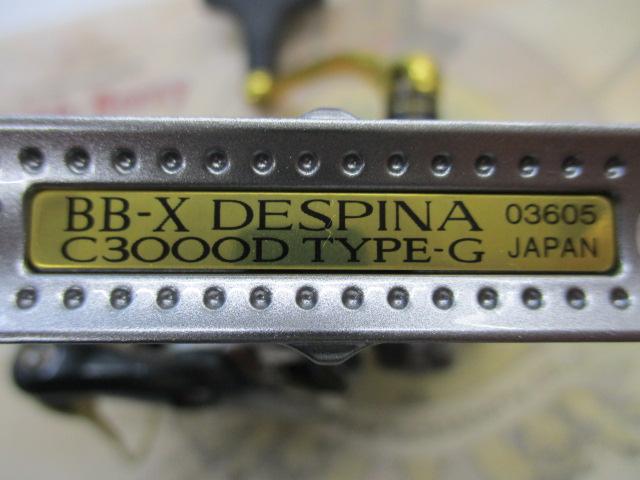 BB-X DESPINA 03605
C3000D TYPE-G JAPAN